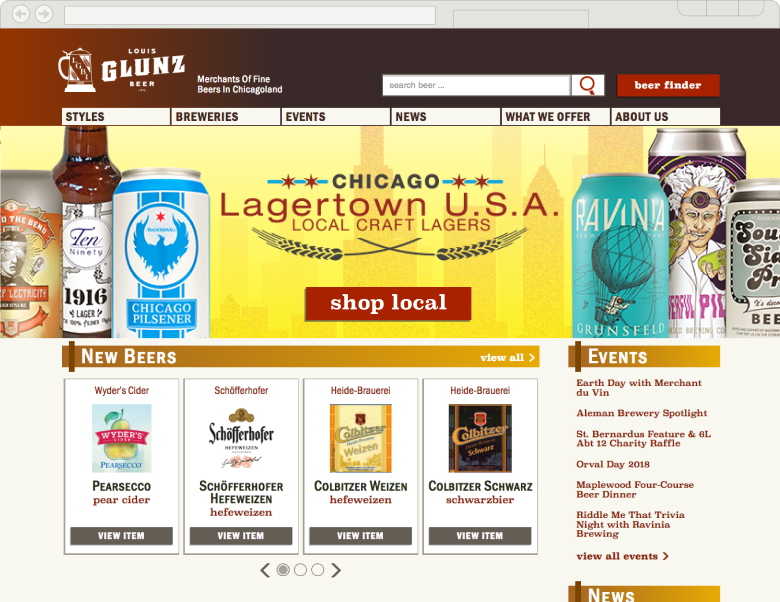 LOUIS
GLUNZ
BEER
INC
Merchants Of Fine
Beers In Chicagoland
search beer ...
beer finder
STYLES
BREWERIES
EVENTS
NEWS
WHAT WE OFFER
ABOUT US
CHICAGO
Lagertown U.S.A.
LOCAL CRAFT LAGERS
shop local
Ten
Ninety
1916
LAGER
CHICAGO
PILSENER
RAVINIA
GRUNSFELD
BEE
New Beers
view all
Wyder's Cider
WYDER'S
CIDER
PEARSECCO
Pearsecco
pear cider
VIEW ITEM
Schöfferhofer
Schöfferhofer
HEFEWEIZEN
Schöfferhofer
Hefeweizen
hefeweizen
VIEW ITEM
Heide-Brauerei
Colbitzer
Heide-Brauerei
Weizen
Colbitzer Weizen
hefeweizen
VIEW ITEM
Heide-Brauerei
Colbitzer
Heide-Brauerei
Schwarz
Colbitzer Schwarz
schwarzbier
VIEW ITEM
Events
Earth Day with Merchant
du Vin
Aleman Brewery Spotlight
St. Bernardus Feature & 6L
Abt 12 Charity Raffle
Orval Day 2018
Maplewood Four-Course
Beer Dinner
Riddle Me That Trivia
Night with Ravinia
Brewing
view all events
News